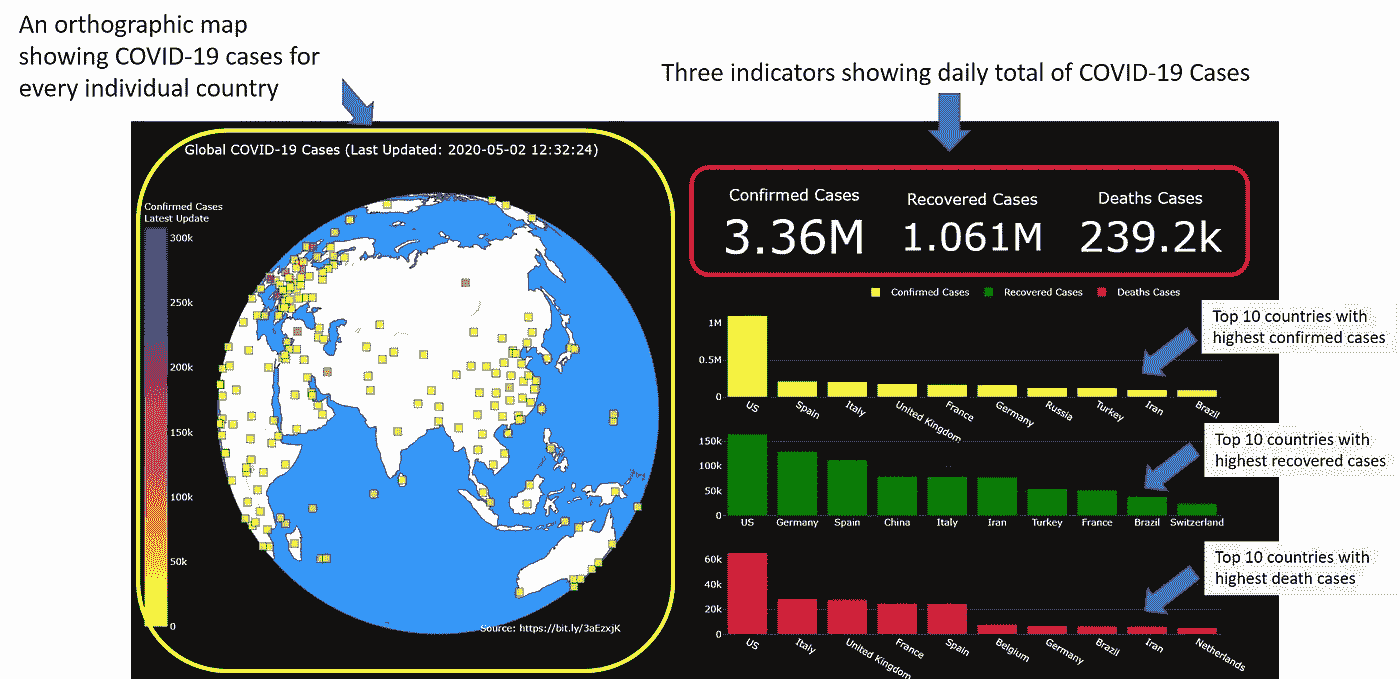 An orthographic map
showing COVID-19 cases for
every individual country
Three indicators showing daily total of COVID-19 Cases
Global COVID-19 Cases (Last Updated: 2020-05-02 12:32:24)
Confirmed Cases
Latest Update
300k
250k
200k
150k
100k
50k
0
Source: https://bit.ly/3aEzxjK
Confirmed Cases
3.36M
Recovered Cases
1.061M
Deaths Cases
239.2k
Confirmed Cases
Recovered Cases
Deaths Cases
1M
0.5M
0
US
Spain
Italy
United Kingdom
France
Germany
Russia
Turkey
Iran
Brazil
Top 10 countries with
highest confirmed cases
150k
100k
50k
0
US
Germany
Spain
China
Italy
Iran
Turkey
France
Brazil
Switzerland
Top 10 countries with
highest recovered cases
60k
40k
20k
0
US
Italy
United Kingdom
France
Spain
Belgium
Germany
Brazil
Iran
Netherlands
Top 10 countries with
highest death cases